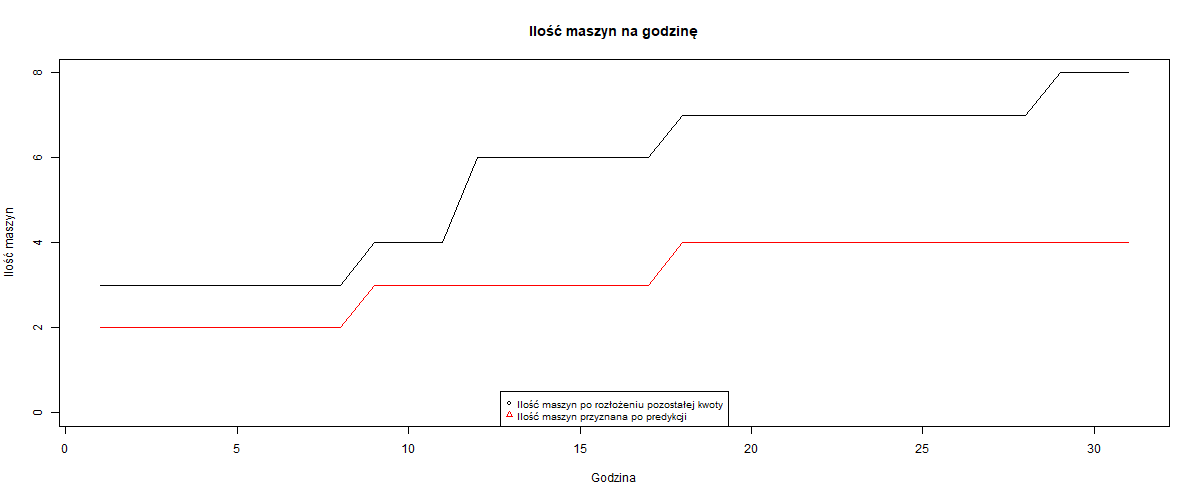 Ilość maszyn na godzinę
Ilość maszyn
8
6
4
2
0
Ilość maszyn po rozłożeniu pozostałej kwoty
Ilość maszyn przyznana po predykcji
0 5 10 15 20 25 30
Godzina